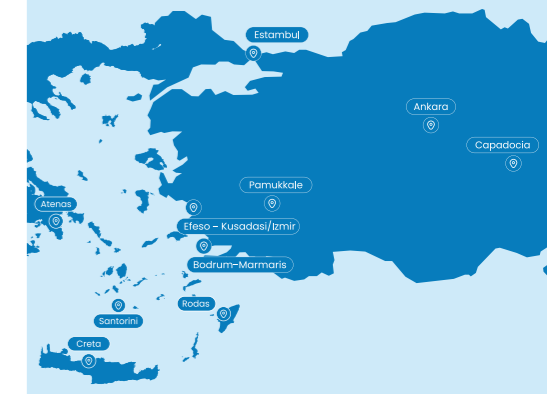 Estambul
Ankara
Capadocia
Pamukkale
Atenas
Efeso - Kusadasi/Izmir
Bodrum-Marmaris
Rodas
Santorini
Creta